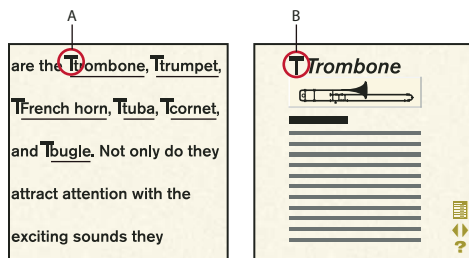 A
are the Ttrombone, Ttrumpet,
TFrench horn, Ttuba, Tcornet,
and Tbugle. Not only do they
attract attention with the
exciting sounds they
B
TTrombone
?